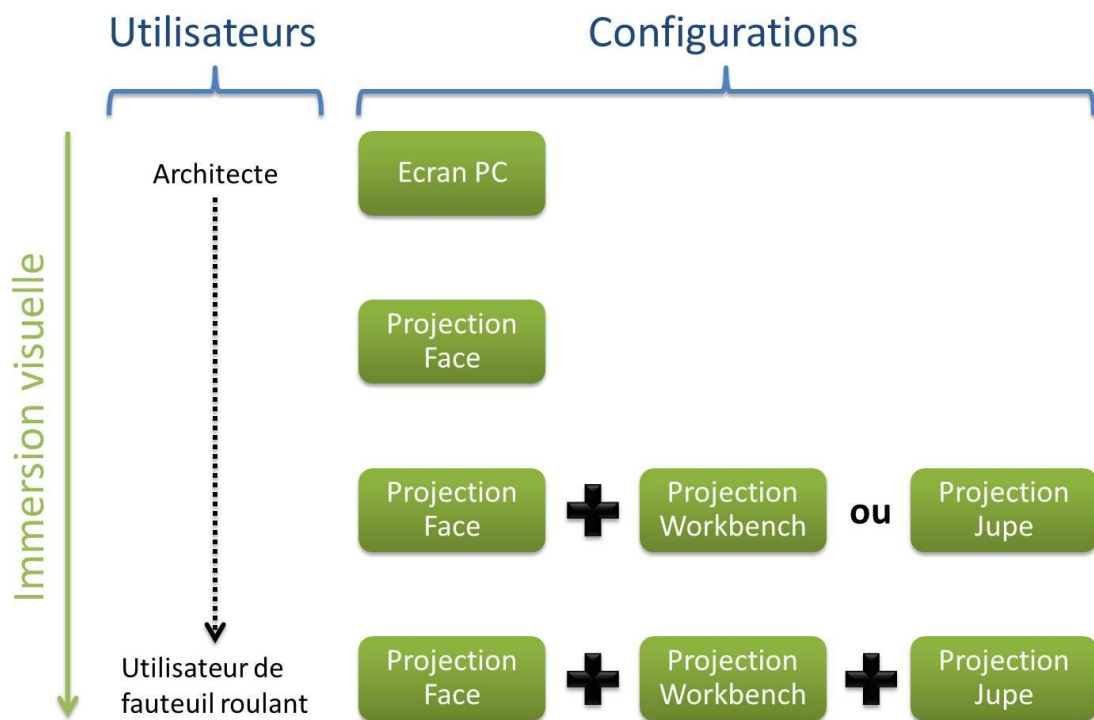 Utilisateurs
Configurations
Immersion visuelle
Architecte
Ecran PC
Projection
Face
Projection
Face
Projection
Workbench
ou
Projection
Jupe
Utilisateur de
fauteuil roulant
Projection
Face
Projection
Workbench
Projection
Jupe